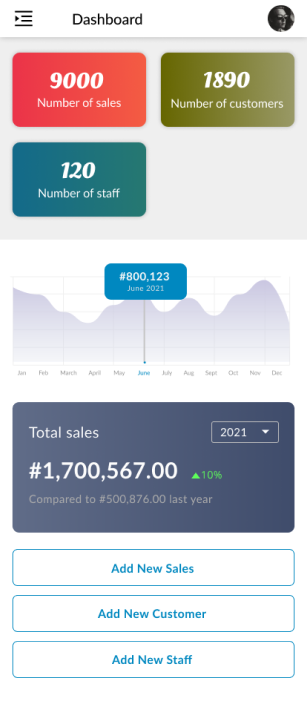 Dashboard
9000
Number of sales
1890
Number of customers
120
Number of staff
#800,123
June 2021
Jan Feb March April May June July Aug Sept Oct Nov Dec
Total sales
2021
#1,700,567.00
10%
Compared to #500,876.00 last year
Add New Sales
Add New Customer
Add New Staff